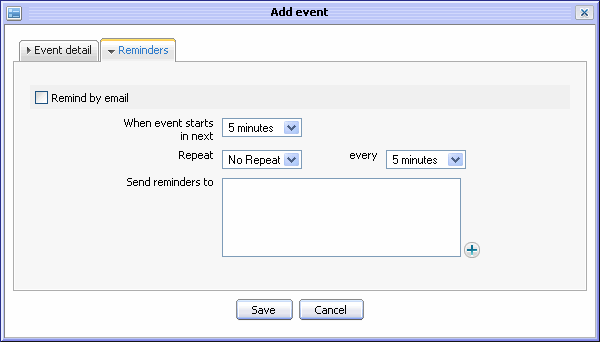 Add event
Event detail
Reminders
Remind by email
When event starts
in next
5 minutes
Repeat
No Repeat
every
5 minutes
Send reminders to
Save
Cancel